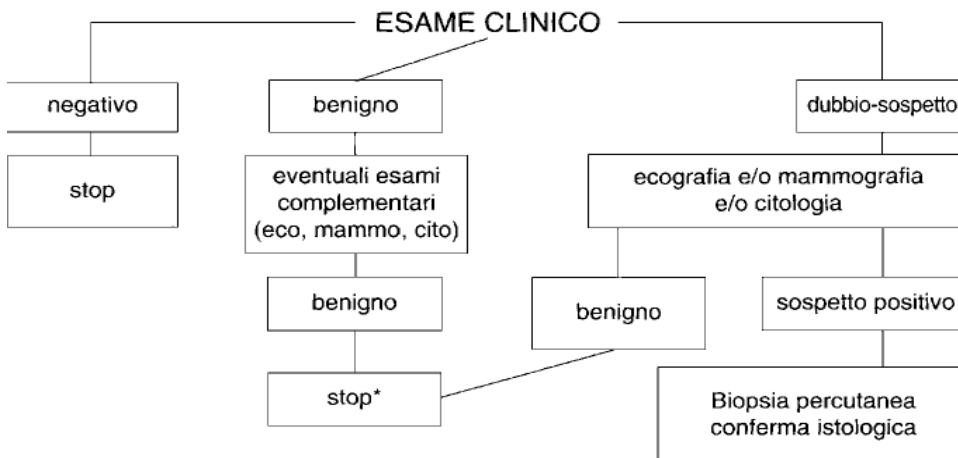 ESAME CLINICO
negativo
benigno
dubbio-sospetto
stop
eventuali esami
complementari
(eco, mammo, cito)
ecografia e/o mammografia
e/o citologia
benigno
benigno
sospetto positivo
stop*
Biopsia percutanea
conferma istologica